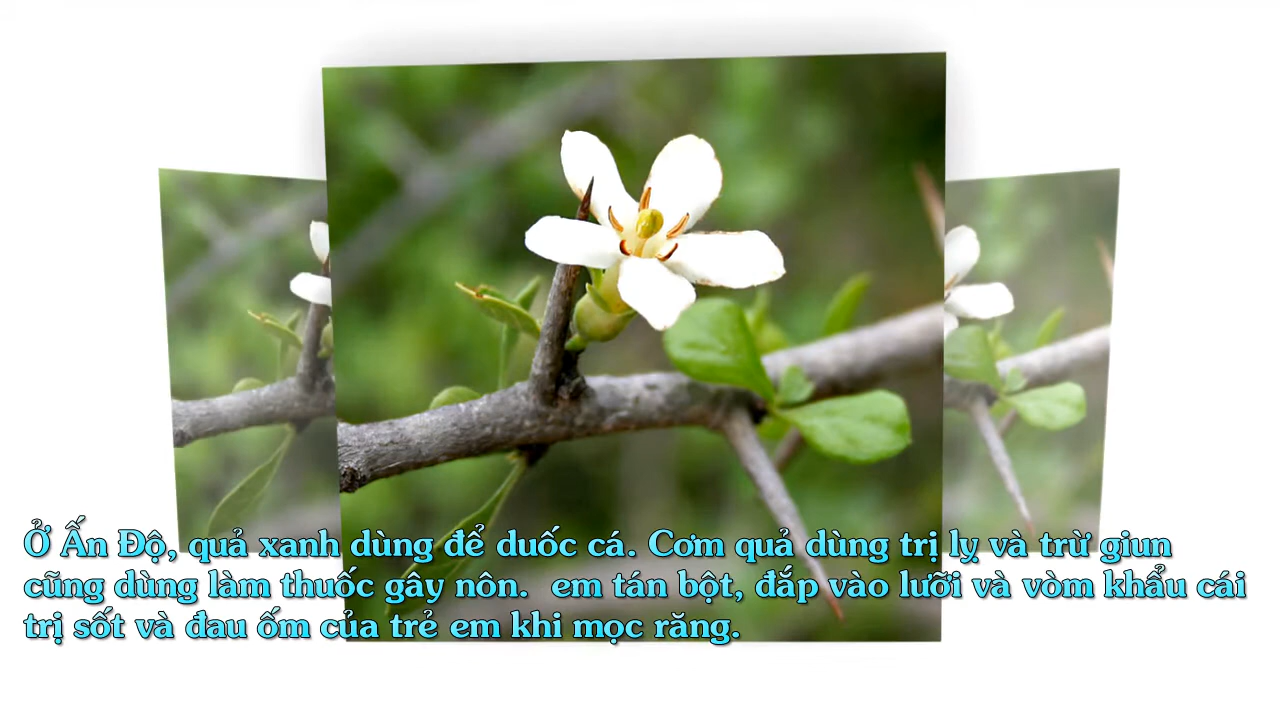 Ở Ấn Độ, quả xanh dùng để duốc cá. Cơm quả dùng trị lỵ và trừ giun
cũng dùng làm thuốc gây nôn.  em tán bột, đắp vào lưỡi và vòm khẩu cái
trị sốt và đau ốm của trẻ em khi mọc răng.